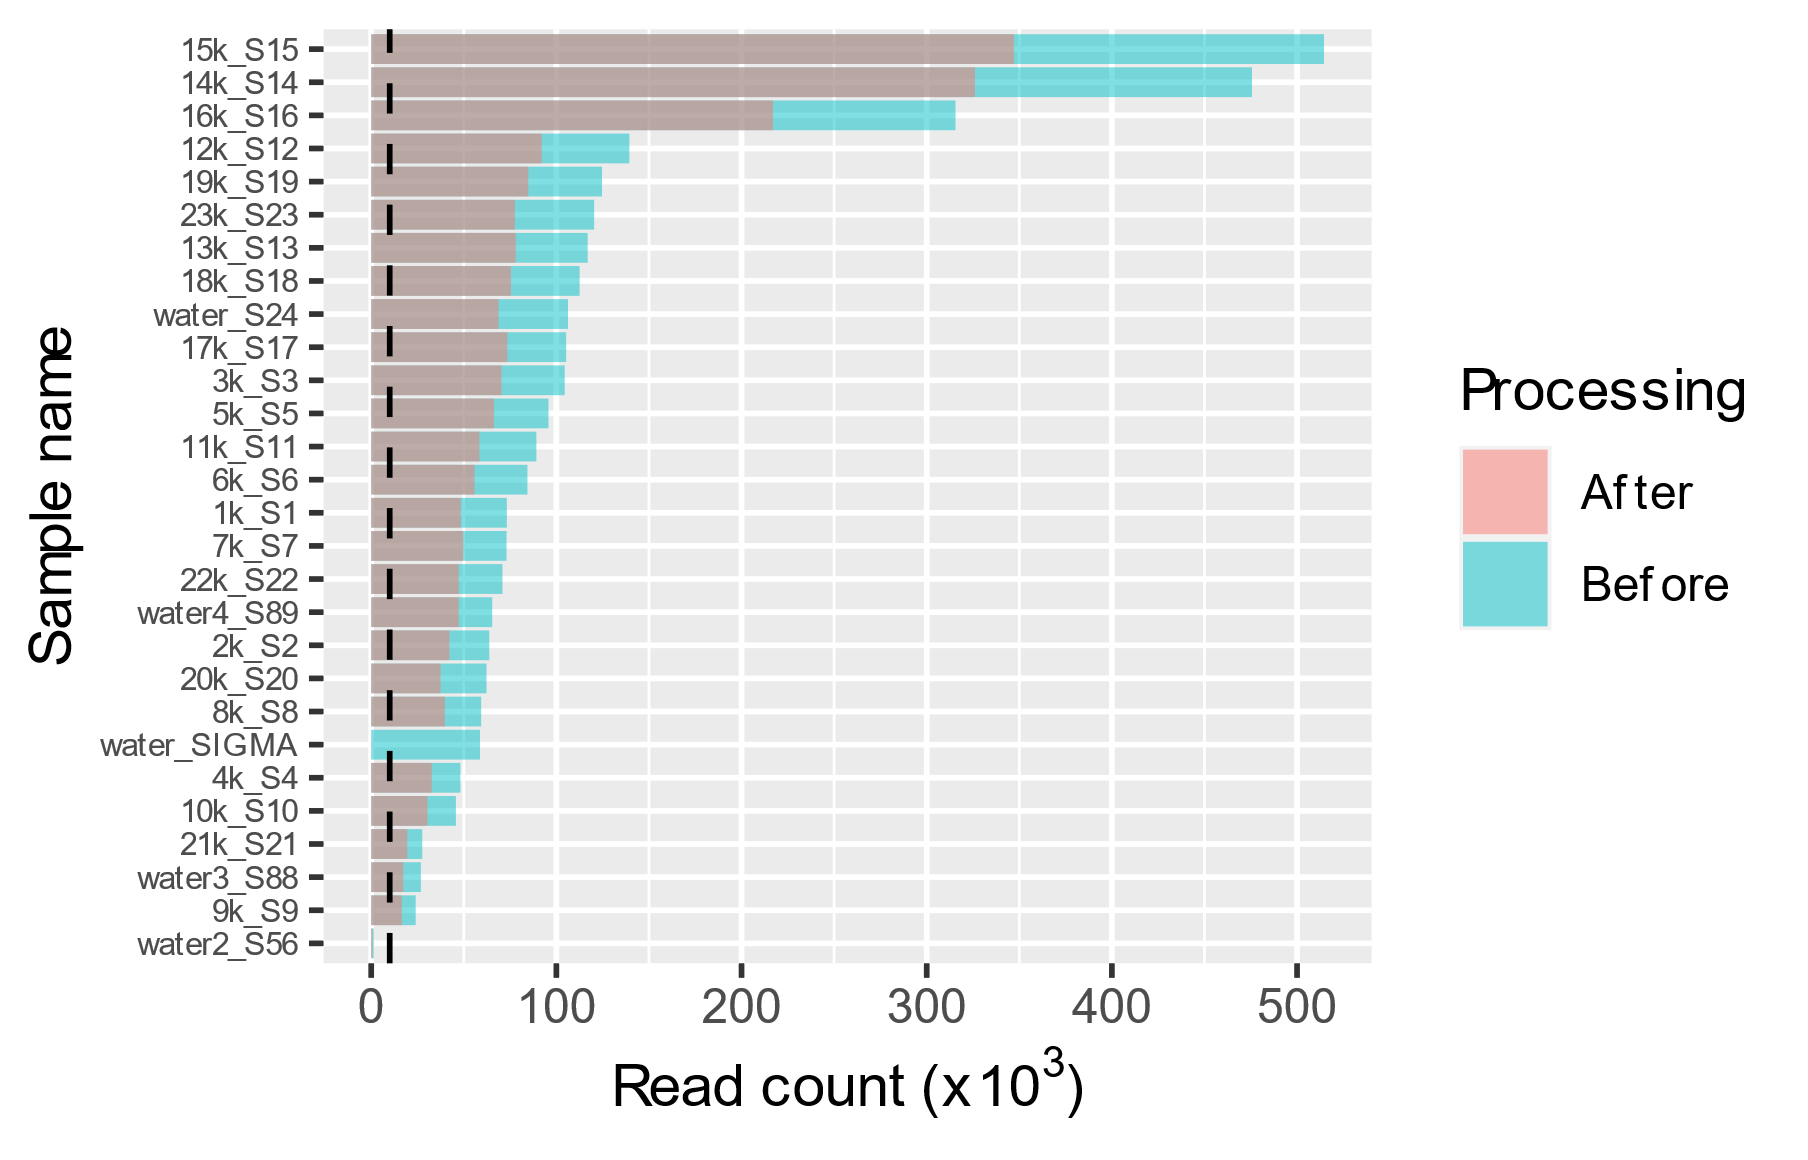 15k_S15
14k_S14
16k_S16
12k_S12
19k_S19
23k_S23
13k_S13
18k_S18
water_S24
17k_S17
3k_S3
5k_S5
11k_S11
6k_S6
1k_S1
7k_S7
22k_S22
water4_S89
2k_S2
20k_S20
8k_S8
water_SIGMA
4k_S4
10k_S10
21k_S21
water3_S88
9k_S9
water2_S56
Sample name
0 100 200 300 400 500
Read count (x10³)
Processing
After
Before